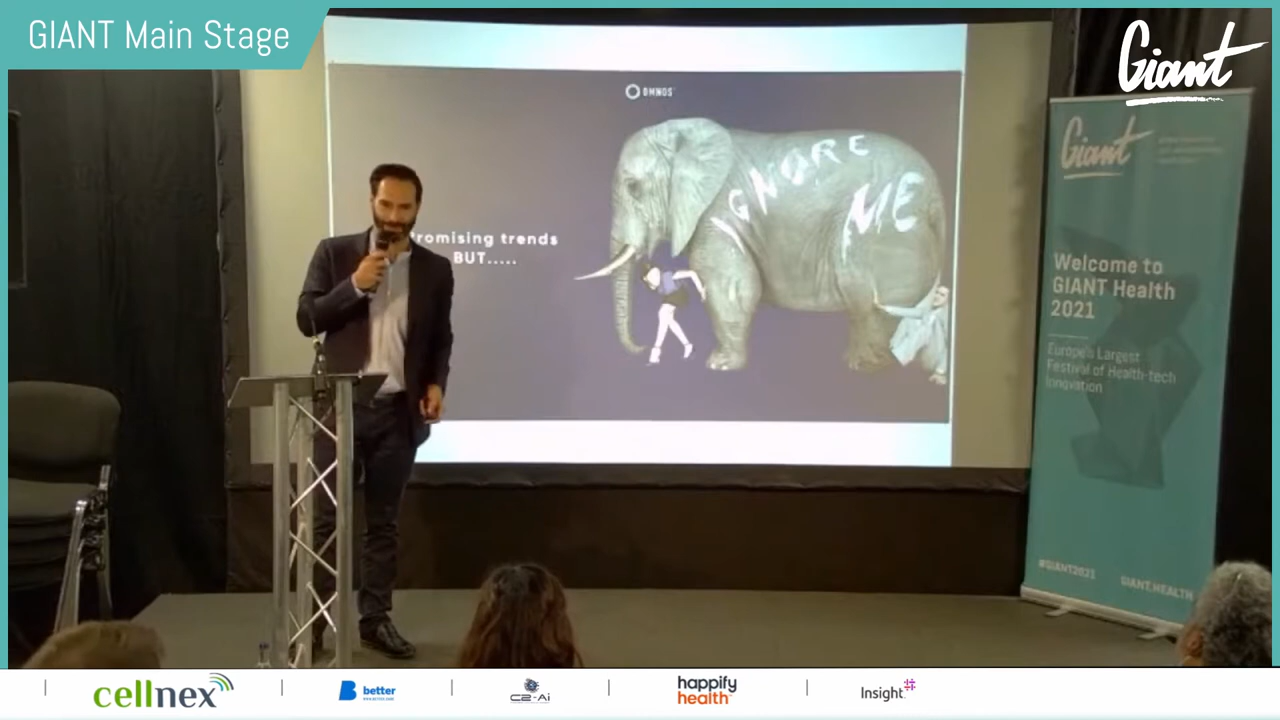 GIANT Main Stage
Giant
OMNOS
IGNORE
ME
romising trends
BUT.....
Giant
Welcome to
GIANT Health
2021
Europe's Largest
Festival of Health-tech
Innovation
#GIANT2021 GIANT.HEALTH
cellnex
better
C2-Ai
happify
health
Insight